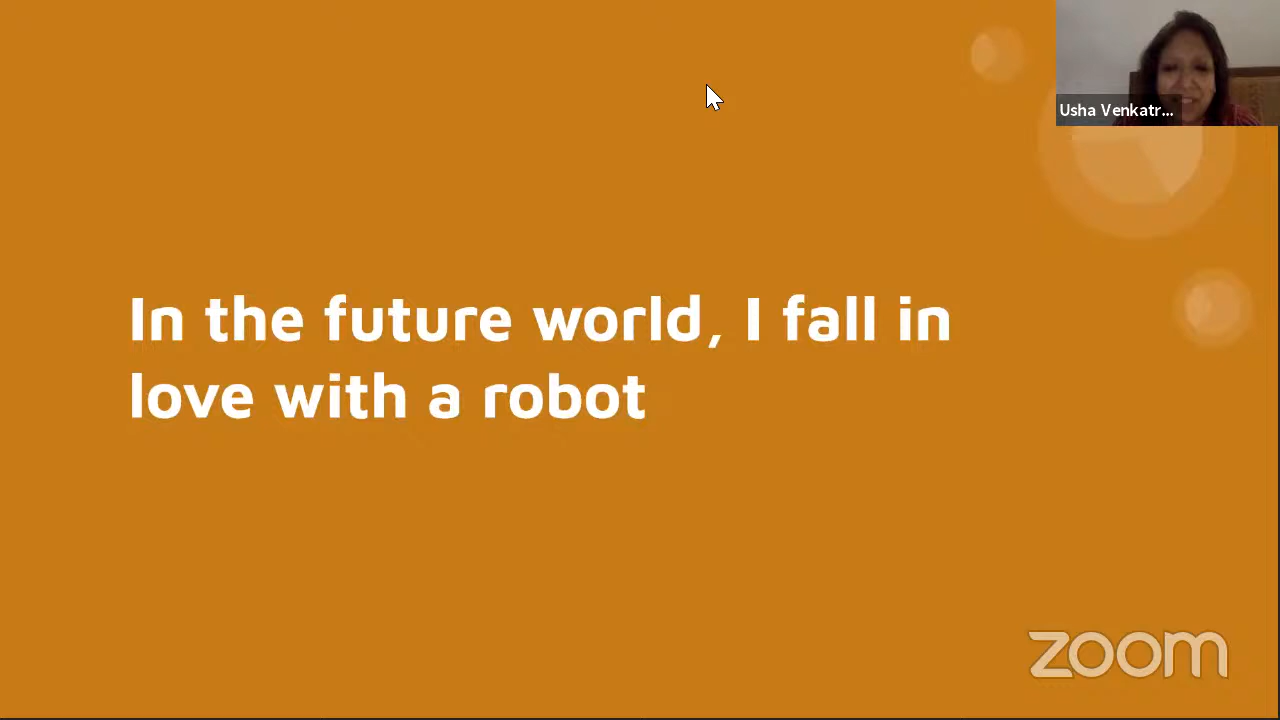 Usha Venkatr...
In the future world, I fall in
love with a robot
zoom